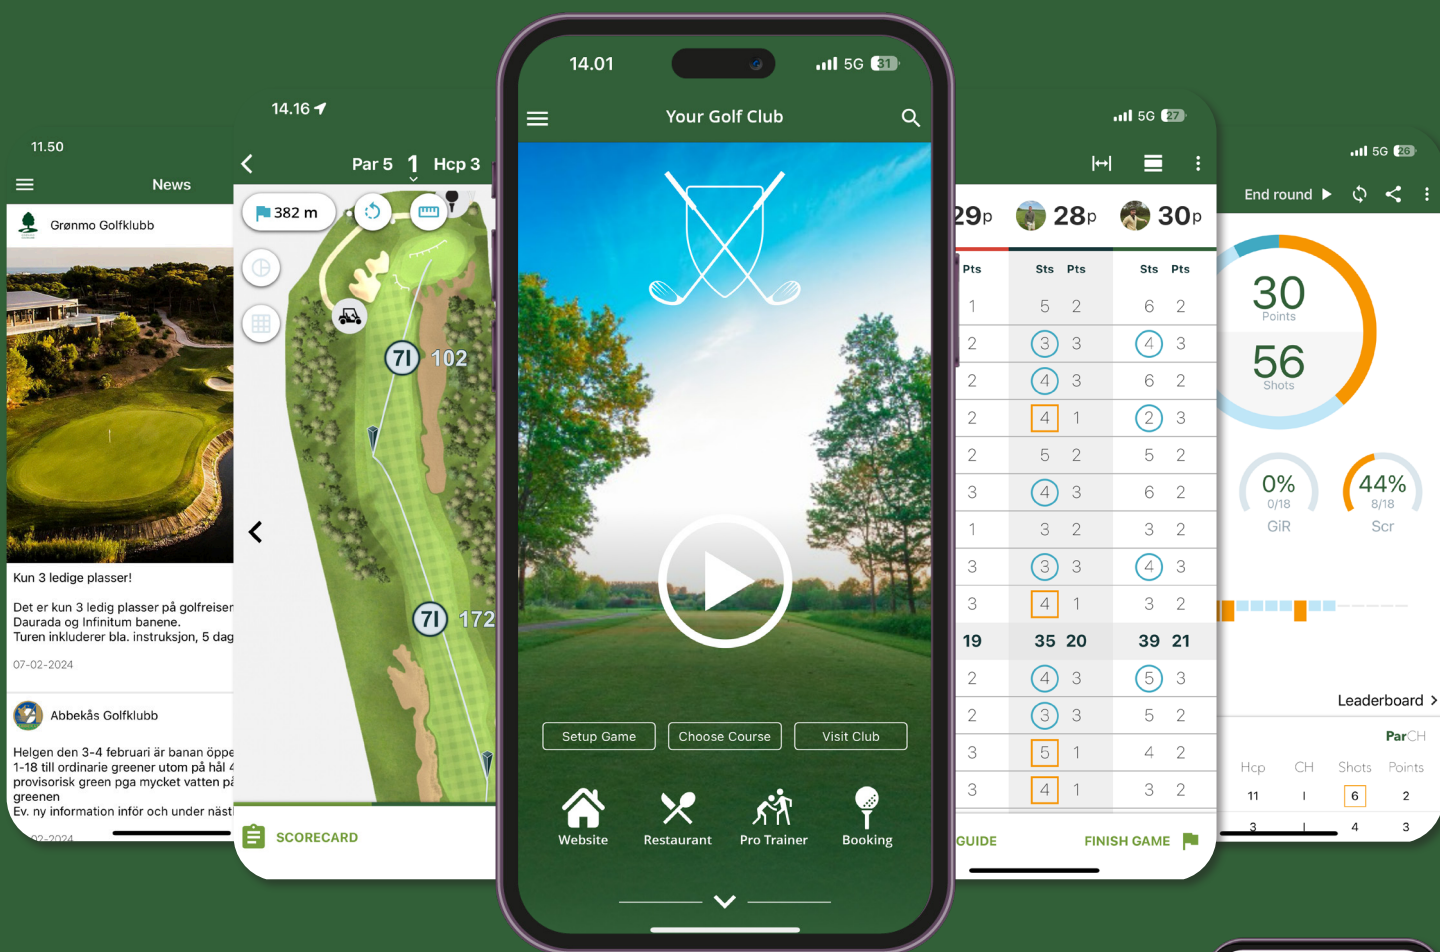 11.50
News
Grønmo Golfklubb
Kun 3 ledige plasser!
Det er kun 3 ledig plasser på golfreiser
Daurada og Infinitum banene.
Turen inkluderer bla. instruksjon, 5 dag
07-02-2024
Abbekås Golfklubb
Helgen den 3-4 februari är banan öppe
1-18 till ordinarie greener utom på hål 4
provisorisk green pga mycket vatten på
greenen
Ev. ny information inför och under näst
02-2024
14.16
Par 5 1 Hcp 3
382 m
7I 102
7I 172
SCORECARD
14.01 5G 31
Your Golf Club
Setup Game Choose Course Visit Club
Website Restaurant Pro Trainer Booking
5G 27
29p 28p 30p
Pts Sts Pts Sts Pts
1 5 2 6 2
2 3 3 4 3
2 4 3 6 2
2 4 1 2 3
2 5 2 5 2
3 4 3 6 2
1 3 2 3 2
3 3 3 4 3
3 4 1 3 2
19 35 20 39 21
2 4 3 5 3
2 3 3 5 2
3 5 1 4 2
3 4 1 3 2
GUIDE FINISH GAME
5G 26
End round
30
Points
56
Shots
0% 44%
0/18 8/18
GiR Scr
Leaderboard
ParCH
Hcp CH Shots Points
11 I 6 2
3 I 4 3